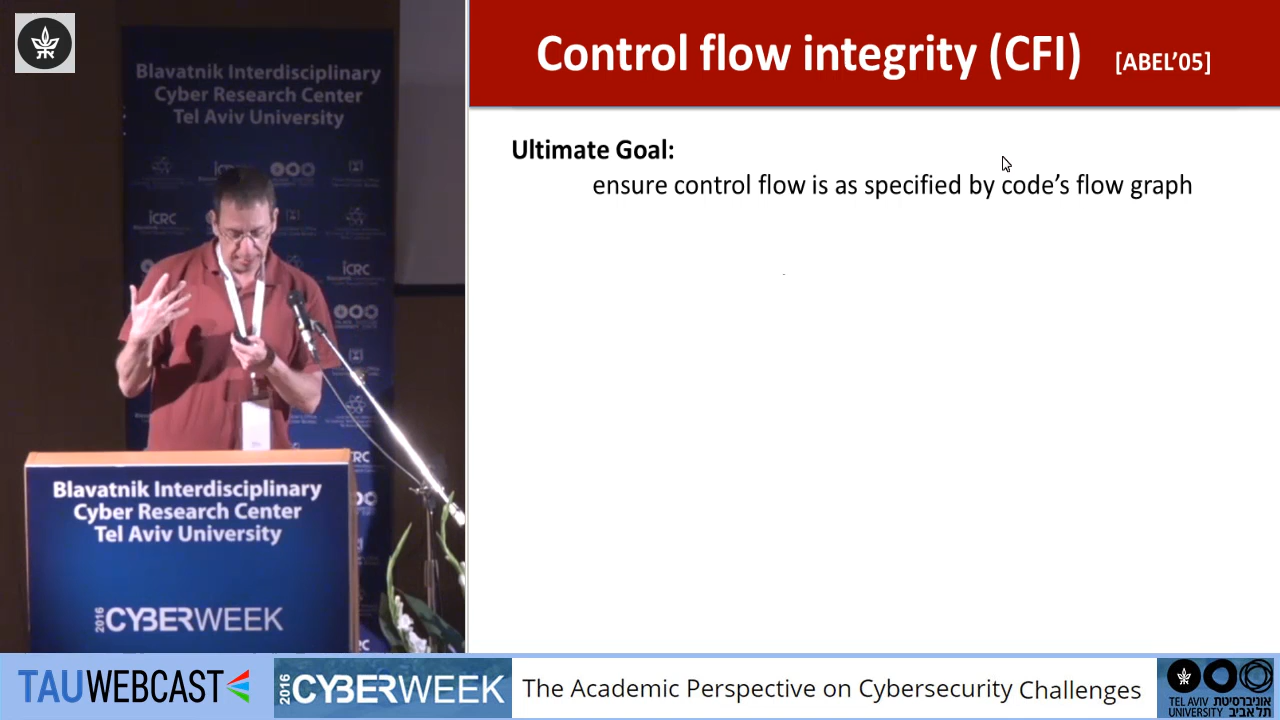 Blavatnik Interdisciplinary
Cyber Research Center
Tel Aviv University
iCRC
iCRC
Blavatnik Interdisciplinary
Cyber Research Center
Tel Aviv University
2016 CYBERWEEK
Control flow integrity (CFI) [ABEL’05]
Ultimate Goal:
ensure control flow is as specified by code’s flow graph
TAUWEBCAST
2016 CYBERWEEK
The Academic Perspective on Cybersecurity Challenges
TEL AVIV UNIVERSITY
אוניברסיטת תל אביב